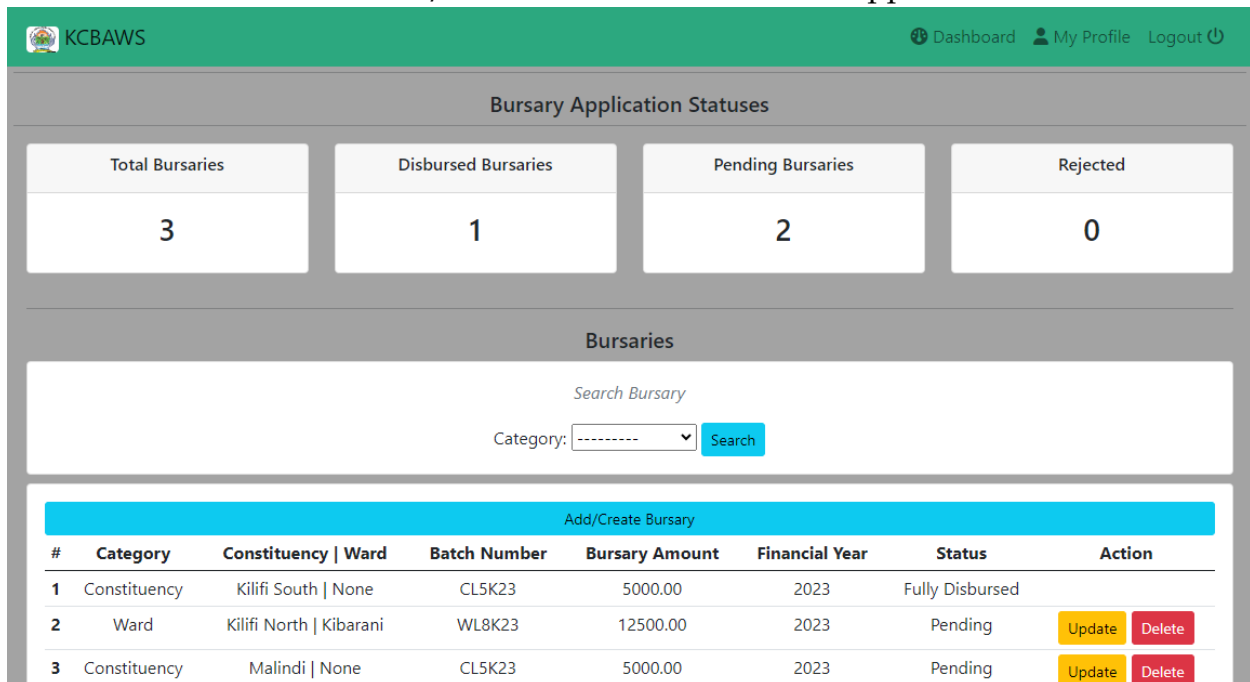 KCBAWS Dashboard My Profile Logout
Bursary Application Statuses
Total Bursaries Disbursed Bursaries Pending Bursaries Rejected
3 1 2 0
Bursaries
Search Bursary
Category: --------- Search
Add/Create Bursary
# Category Constituency | Ward Batch Number Bursary Amount Financial Year Status Action
1 Constituency Kilifi South | None CL5K23 5000.00 2023 Fully Disbursed
2 Ward Kilifi North | Kibarani WL8K23 12500.00 2023 Pending Update Delete
3 Constituency Malindi | None CL5K23 5000.00 2023 Pending Update Delete